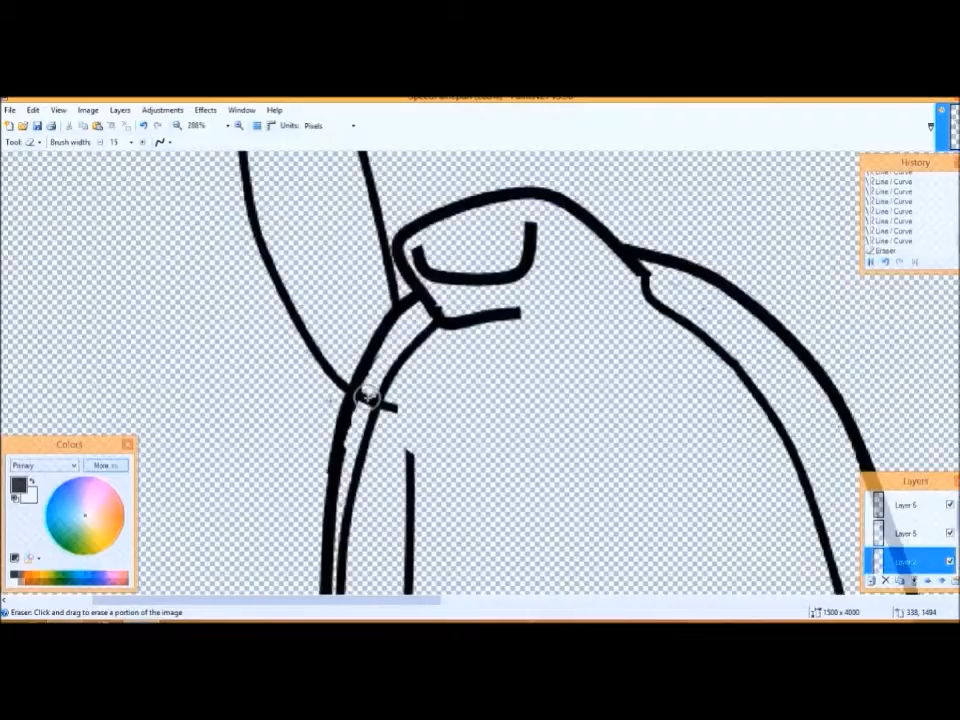 File Edit View Image Layers Adjustments Effects Window Help
288% Units: Pixels
Tool: Brush width: 15
History
Line / Curve
Line / Curve
Line / Curve
Line / Curve
Line / Curve
Line / Curve
Line / Curve
Line / Curve
Eraser
Colors
Primary More >>
Layers
Layer 6
Layer 5
Eraser: Click and drag to erase a portion of the image
1500 x 4000
338, 1494